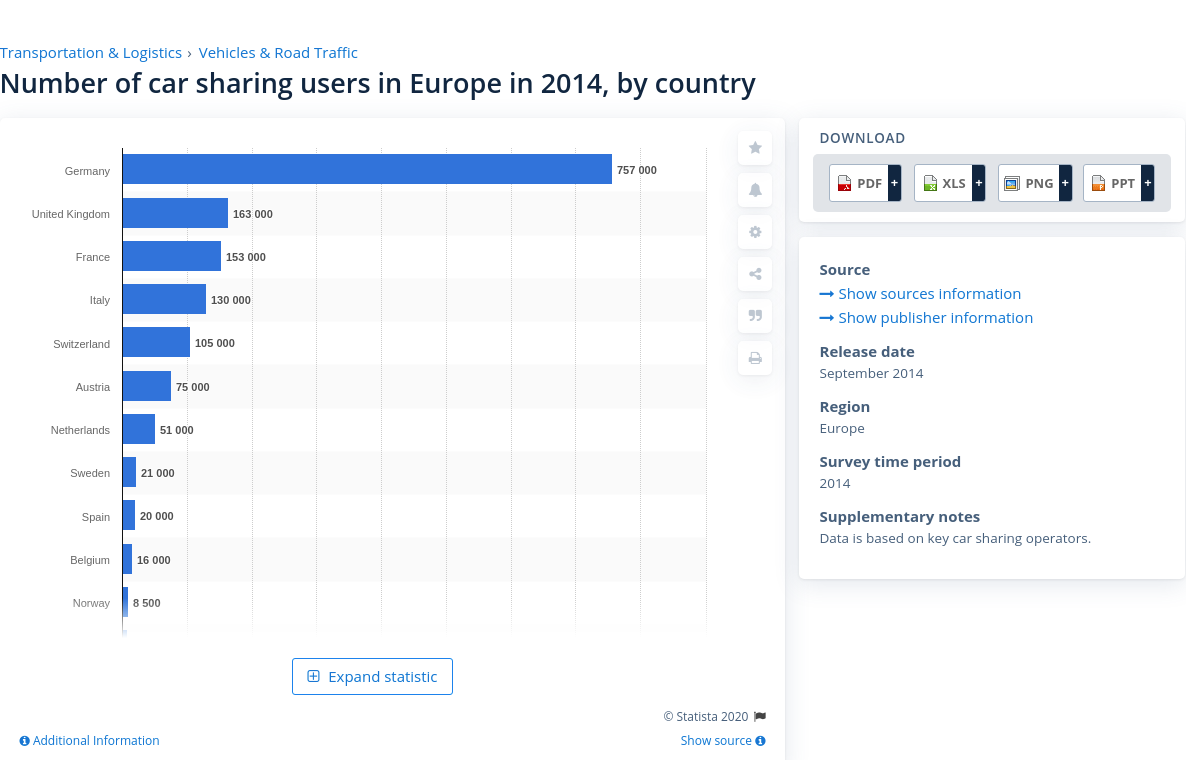 Transportation & Logistics › Vehicles & Road Traffic
Number of car sharing users in Europe in 2014, by country
Germany 757 000
United Kingdom 163 000
France 153 000
Italy 130 000
Switzerland 105 000
Austria 75 000
Netherlands 51 000
Sweden 21 000
Spain 20 000
Belgium 16 000
Norway 8 500
Expand statistic
© Statista 2020
Additional Information
Show source
DOWNLOAD
PDF + XLS + PNG + PPT +
Source
Show sources information
Show publisher information
Release date
September 2014
Region
Europe
Survey time period
2014
Supplementary notes
Data is based on key car sharing operators.